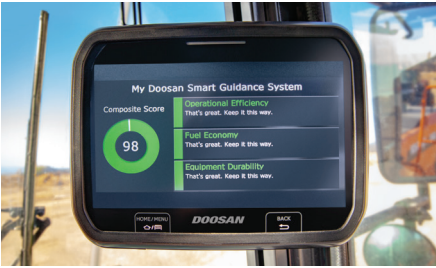 My Doosan Smart Guidance System
Composite Score
98
Operational Efficiency
That's great. Keep it this way.
Fuel Economy
That's great. Keep it this way.
Equipment Durability
That's great. Keep it this way.
HOME/MENU
DOOSAN
BACK